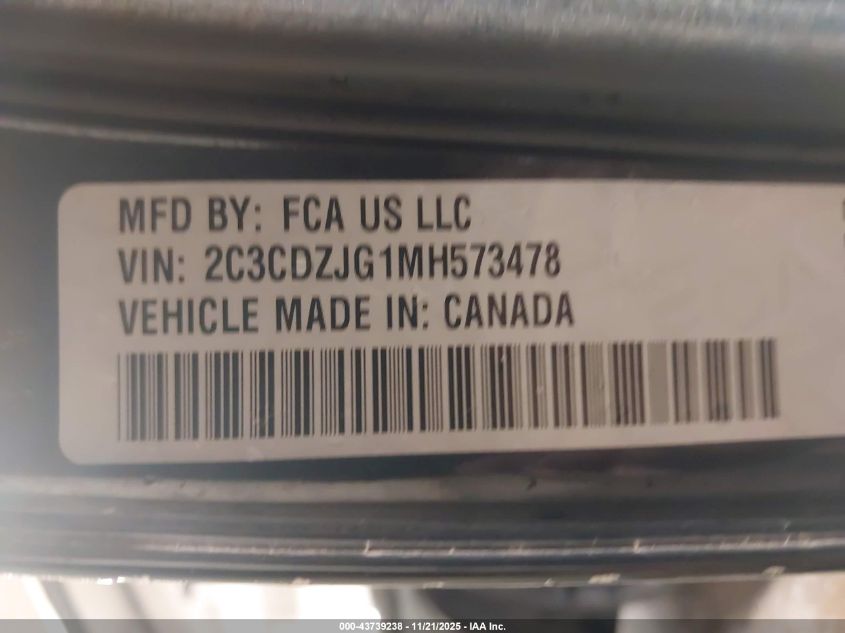 MFD BY: FCA US LLC
VIN: 2C3CDZJG1MH573478
VEHICLE MADE IN: CANADA
000-43739238 - 11/21/2025 - IAA Inc.